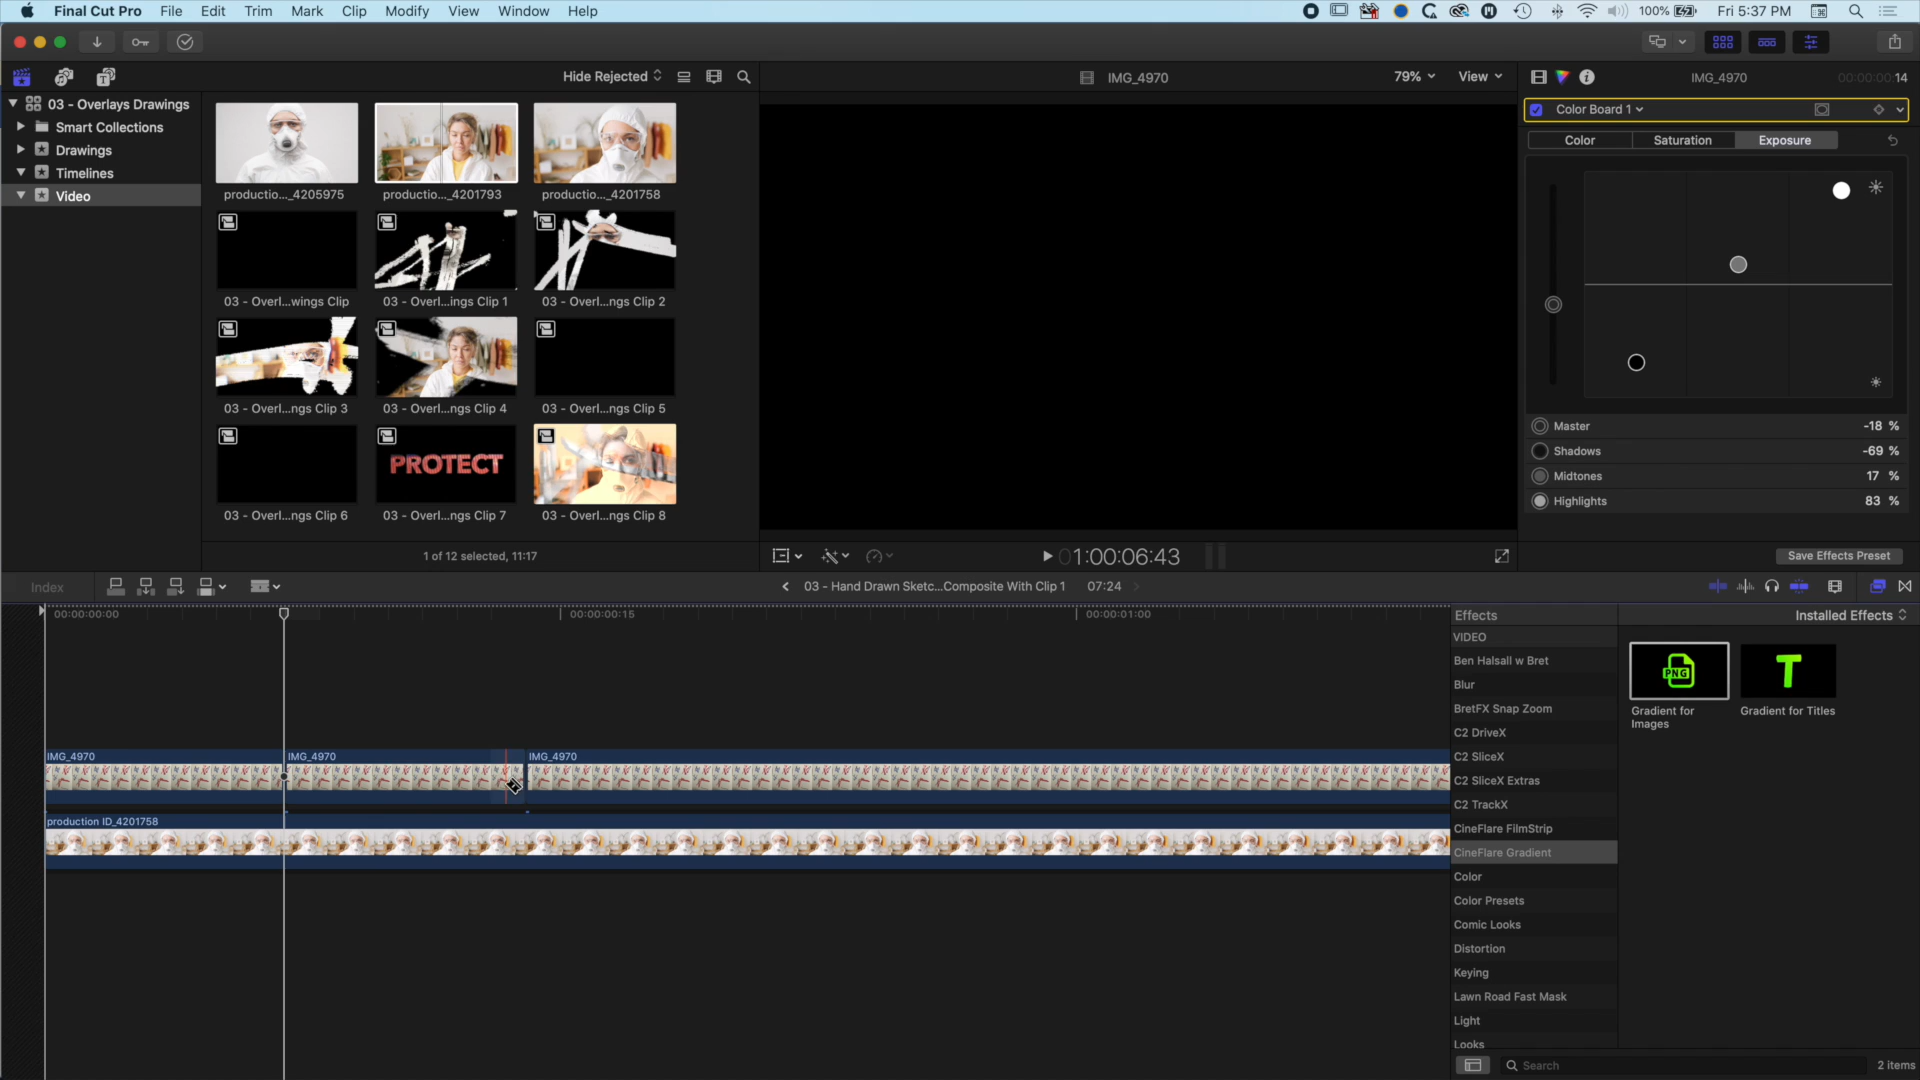 Final Cut Pro File Edit Trim Mark Clip Modify View Window Help 100% Fri 5:37 PM
Hide Rejected IMG_4970 79% View IMG_4970 00:00:00:14
03 - Overlays Drawings
Smart Collections
Drawings
Timelines
Video
productio..._4205975 productio..._4201793 productio..._4201758
03 - Overl...wings Clip 03 - Overl...ings Clip 1 03 - Overl...ngs Clip 2
03 - Overl...ngs Clip 3 03 - Overl...ngs Clip 4 03 - Overl...ngs Clip 5
PROTECT
03 - Overl...ngs Clip 6 03 - Overl...ngs Clip 7 03 - Overl...ngs Clip 8
1 of 12 selected, 11:17
01:00:06:43
Color Board 1
Color Saturation Exposure
Master -18 %
Shadows -69 %
Midtones 17 %
Highlights 83 %
Save Effects Preset
Index 03 - Hand Drawn Sketc...Composite With Clip 1 07:24
00:00:00:00 00:00:00:15 00:00:01:00
IMG_4970 IMG_4970 IMG_4970
production ID_4201758
Effects Installed Effects
VIDEO
Ben Halsall w Bret
Blur
BretFX Snap Zoom
C2 DriveX
C2 SliceX
C2 SliceX Extras
C2 TrackX
CineFlare FilmStrip
CineFlare Gradient
Color
Color Presets
Comic Looks
Distortion
Keying
Lawn Road Fast Mask
Light
Looks
PNG T
Gradient for Images
Gradient for Titles
Search 2 items